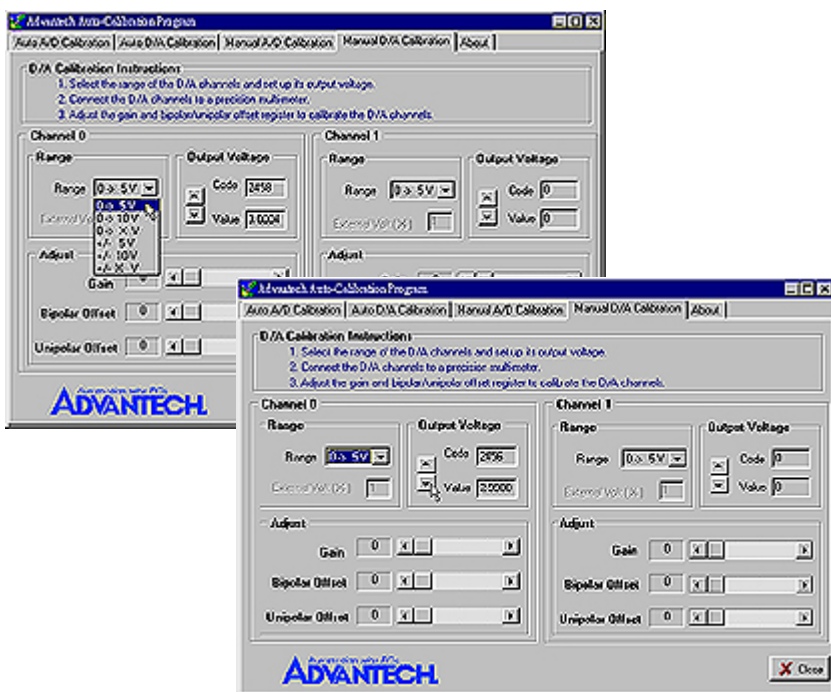 Advantech Auto-Calibration Program
Auto A/D Calibration Auto D/A Calibration Manual A/D Calibration Manual D/A Calibration About
D/A Calibration Instructions
1. Select the range of the D/A channels and set up its output voltage.
2. Connect the D/A channels to a precision multimeter.
3. Adjust the gain and bipolar/unipolar offset register to calibrate the D/A channels.
Channel 0
Range
Range 0-> 5V
0-> 5V
0-> 10V
0-> X V
+/- 5V
+/- 10V
+/- X V
Output Voltage
Code 2458
Value 3.0004
Adjust
Gain
Bipolar Offset 0
Unipolar Offset 0
Channel 1
Range
Range 0-> 5V
External Volt (X) 1
Output Voltage
Code 0
Value 0
Adjust
ADVANTECH
Advantech Auto-Calibration Program
Auto A/D Calibration Auto D/A Calibration Manual A/D Calibration Manual D/A Calibration About
D/A Calibration Instructions
1. Select the range of the D/A channels and set up its output voltage.
2. Connect the D/A channels to a precision multimeter.
3. Adjust the gain and bipolar/unipolar offset register to calibrate the D/A channels.
Channel 0
Range
Range 0-> 5V
External Volt (X) 1
Output Voltage
Code 2456
Value
Adjust
Gain 0
Bipolar Offset 0
Unipolar Offset 0
Channel 1
Range
Range 0-> 5V
External Volt (X) 1
Output Voltage
Code 0
Value 0
Adjust
Gain 0
Bipolar Offset 0
Unipolar Offset 0
ADVANTECH
Close